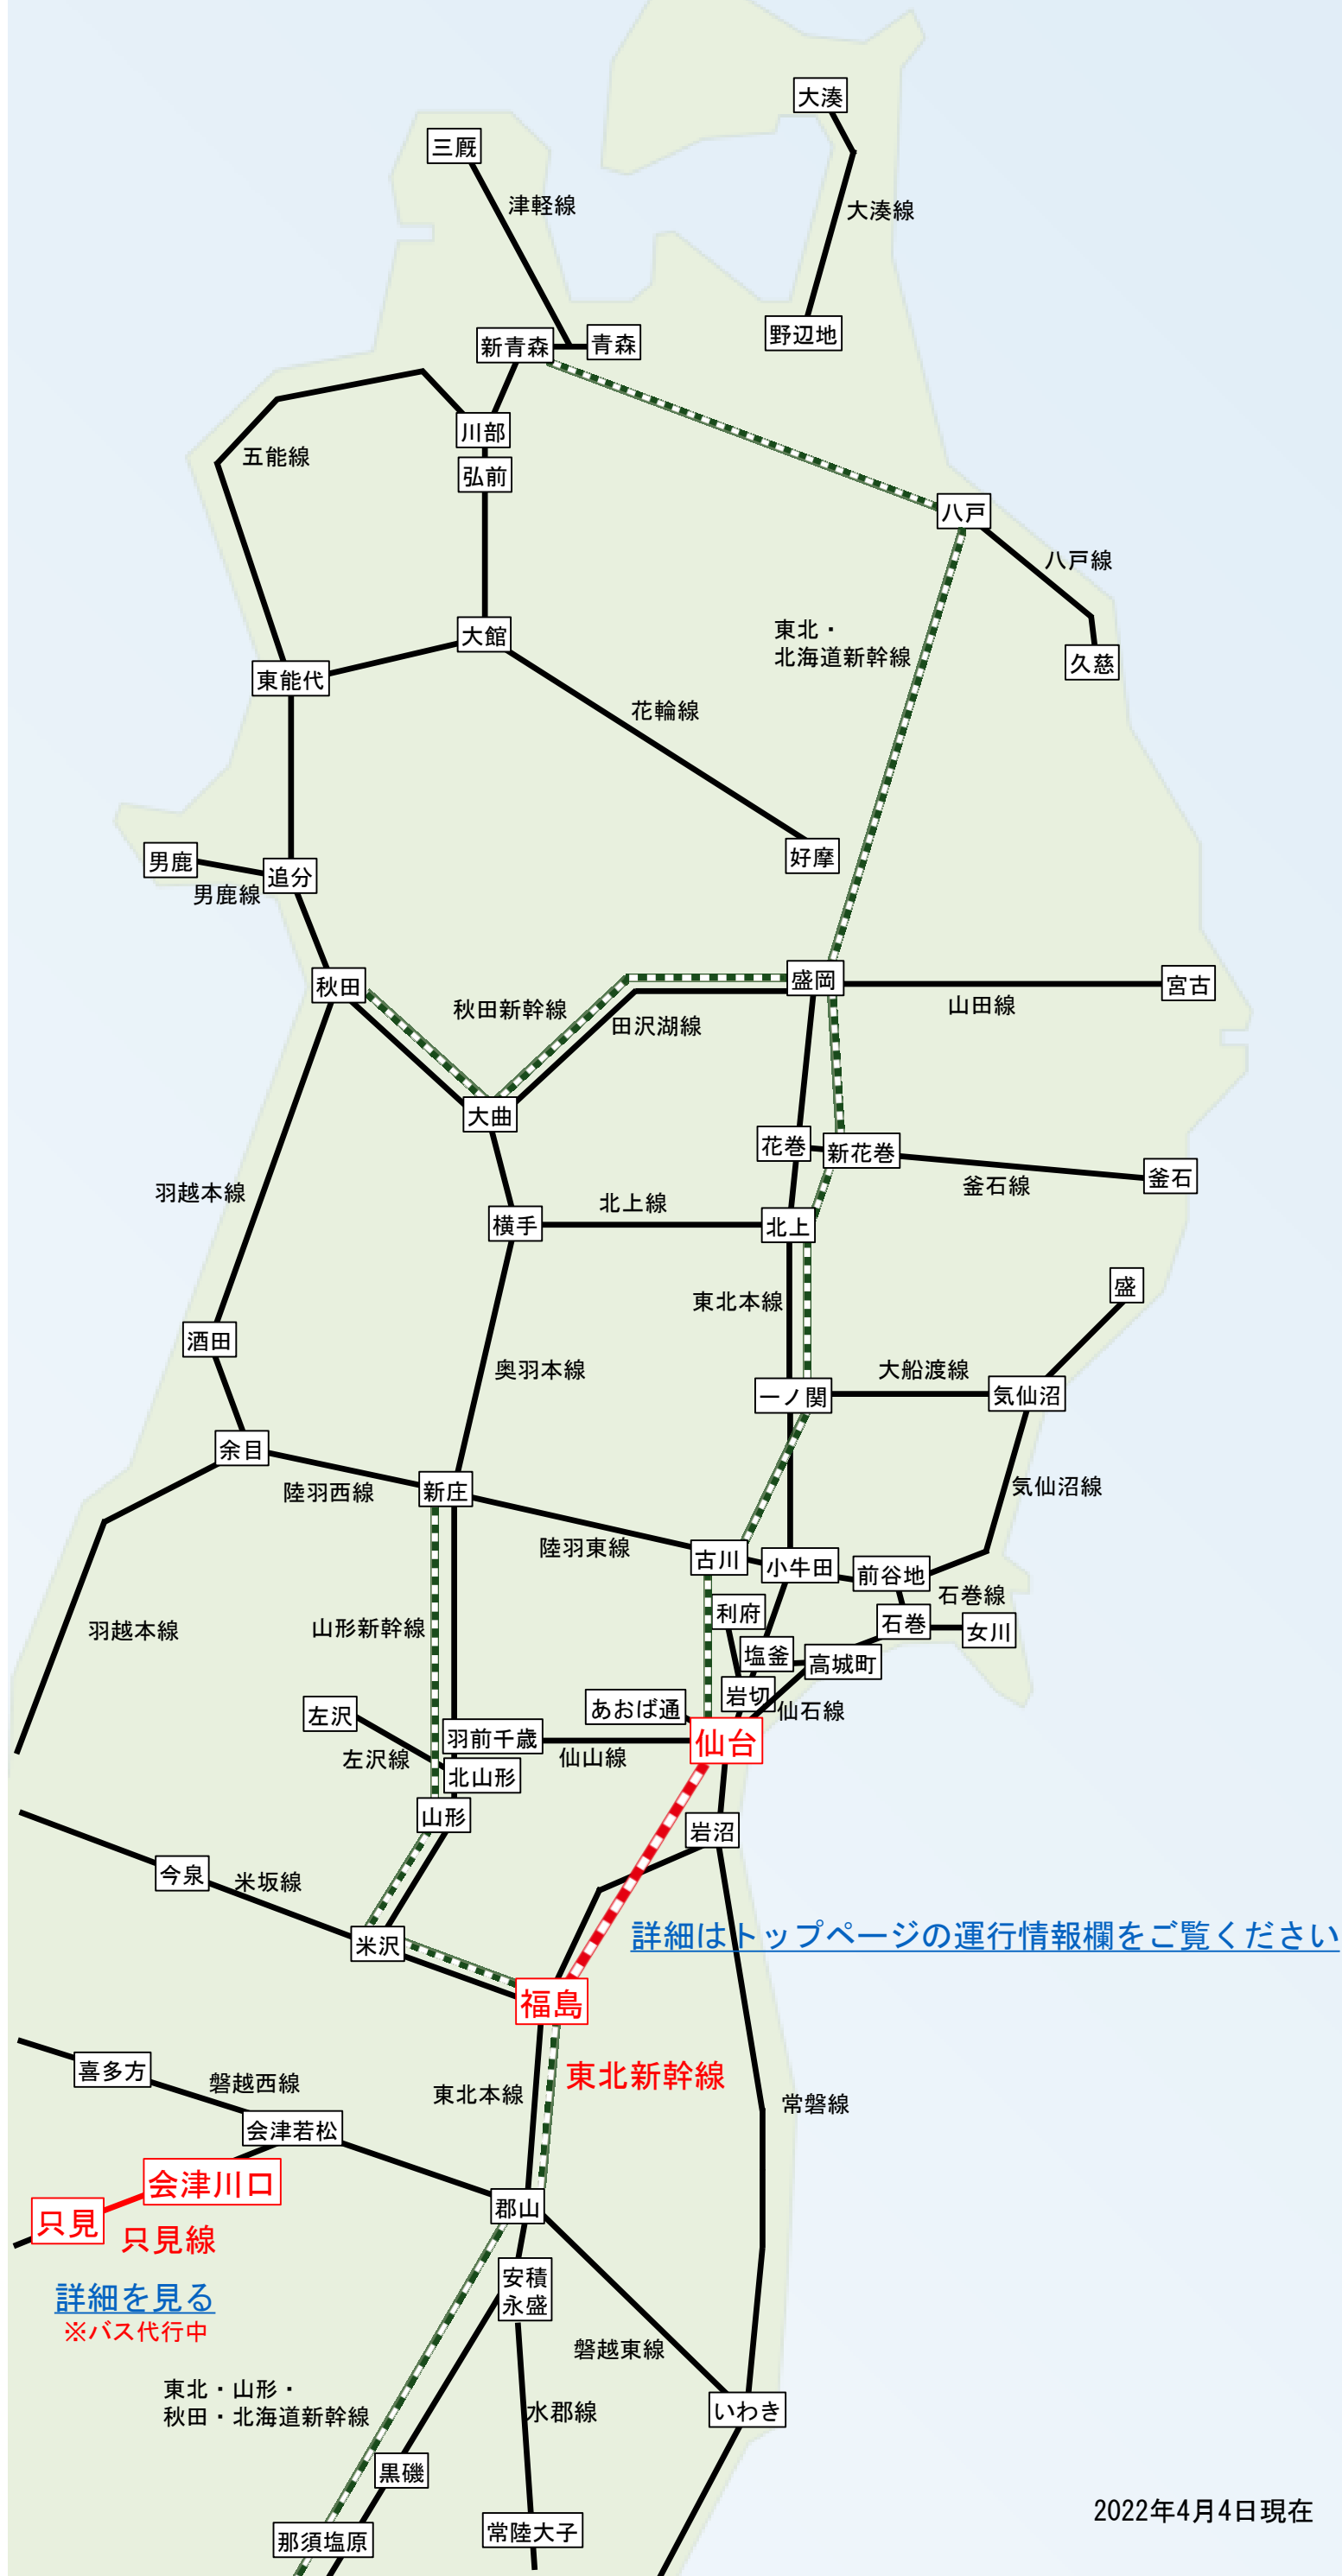 大湊
三厩
津軽線
大湊線
野辺地
新青森
青森
川部
五能線
弘前
八戸
八戸線
東北・
北海道新幹線
大館
久慈
東能代
花輪線
好摩
男鹿
追分
男鹿線
秋田
盛岡
宮古
秋田新幹線
田沢湖線
山田線
大曲
花巻
新花巻
釜石
釜石線
羽越本線
北上線
横手
北上
盛
東北本線
酒田
奥羽本線
大船渡線
一ノ関
気仙沼
余目
陸羽西線
新庄
気仙沼線
陸羽東線
古川
小牛田
前谷地
石巻線
利府
石巻
女川
羽越本線
山形新幹線
塩釜
高城町
岩切
あおば通
仙石線
左沢
羽前千歳
仙台
左沢線
仙山線
北山形
山形
岩沼
今泉
米坂線
米沢
詳細はトップページの運行情報欄をご覧ください
福島
喜多方
磐越西線
東北本線
東北新幹線
常磐線
会津若松
会津川口
郡山
只見
只見線
安積
永盛
詳細を見る
※バス代行中
磐越東線
東北・山形・
秋田・北海道新幹線
水郡線
いわき
黒磯
2022年4月4日現在
那須塩原
常陸大子